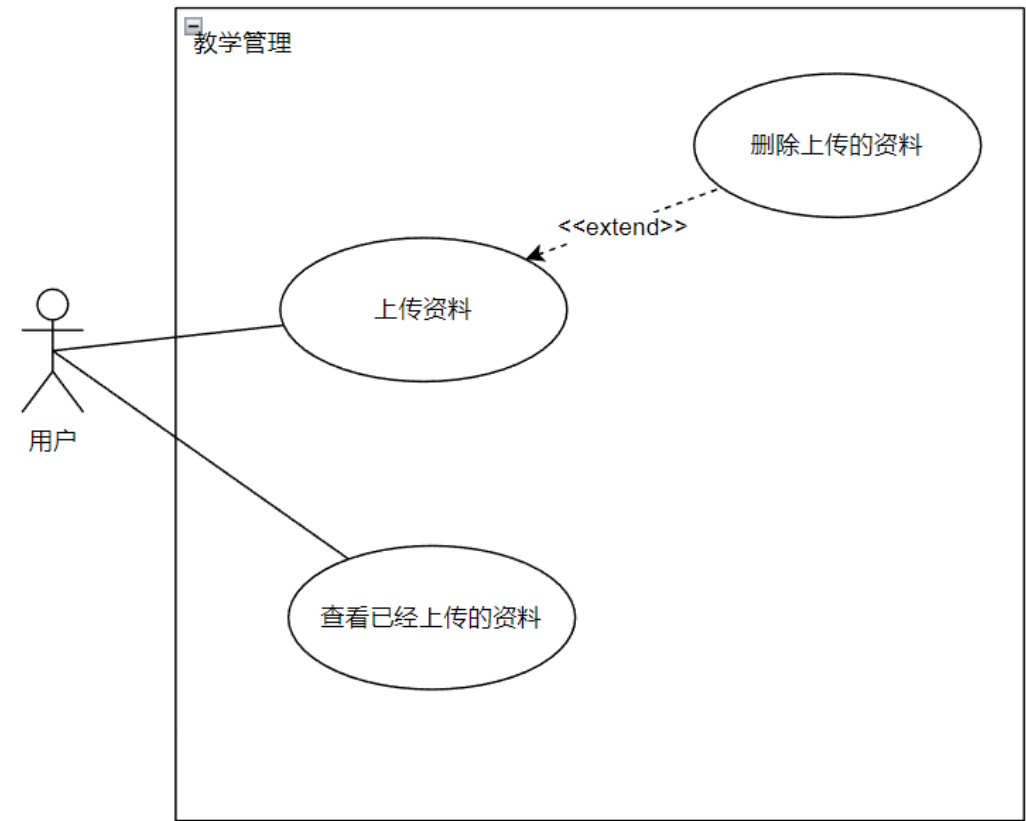 教学管理
删除上传的资料
<<extend>>
上传资料
用户
查看已经上传的资料